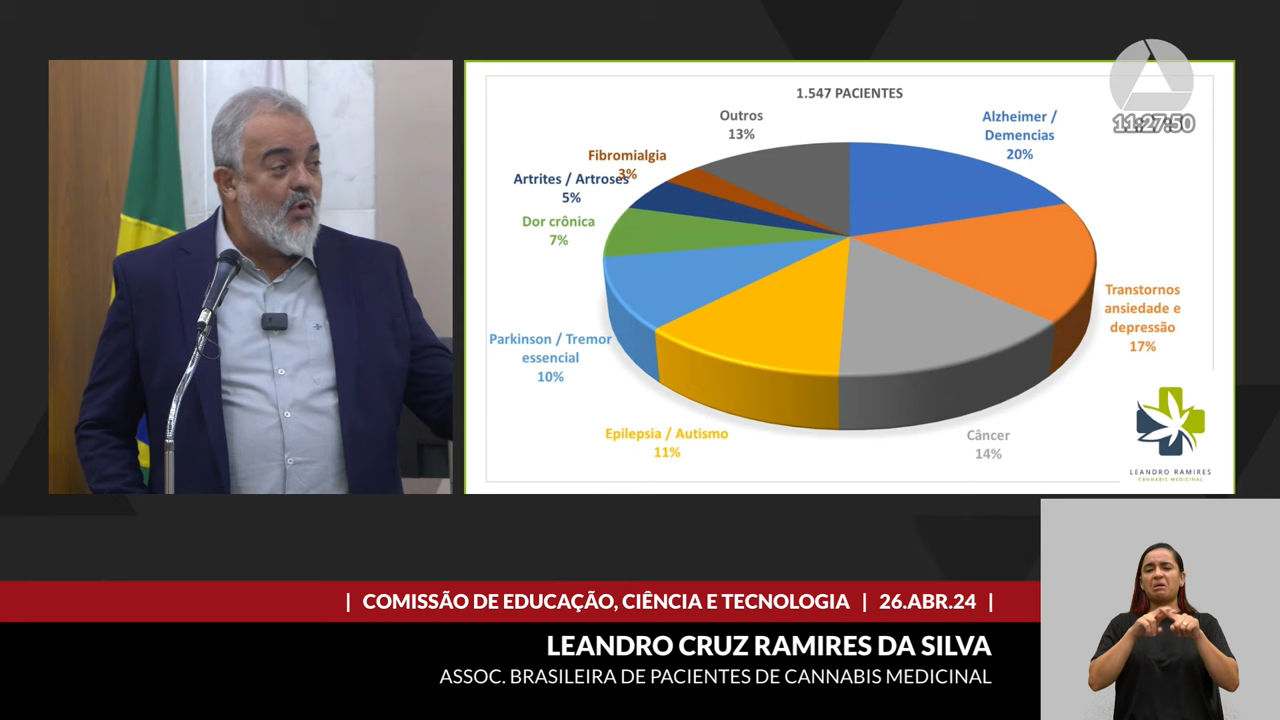 1.547 PACIENTES
11:27:50
Outros
13%
Alzheimer /
Demencias
20%
Fibromialgia
3%
Artrites / Artroses
5%
Dor crônica
7%
Transtornos
ansiedade e
depressão
17%
Parkinson / Tremor
essencial
10%
Epilepsia / Autismo
11%
Câncer
14%
LEANDRO RAMIRES
CANNABIS MEDICINAL
| COMISSÃO DE EDUCAÇÃO, CIÊNCIA E TECNOLOGIA | 26.ABR.24 |
LEANDRO CRUZ RAMIRES DA SILVA
ASSOC. BRASILEIRA DE PACIENTES DE CANNABIS MEDICINAL